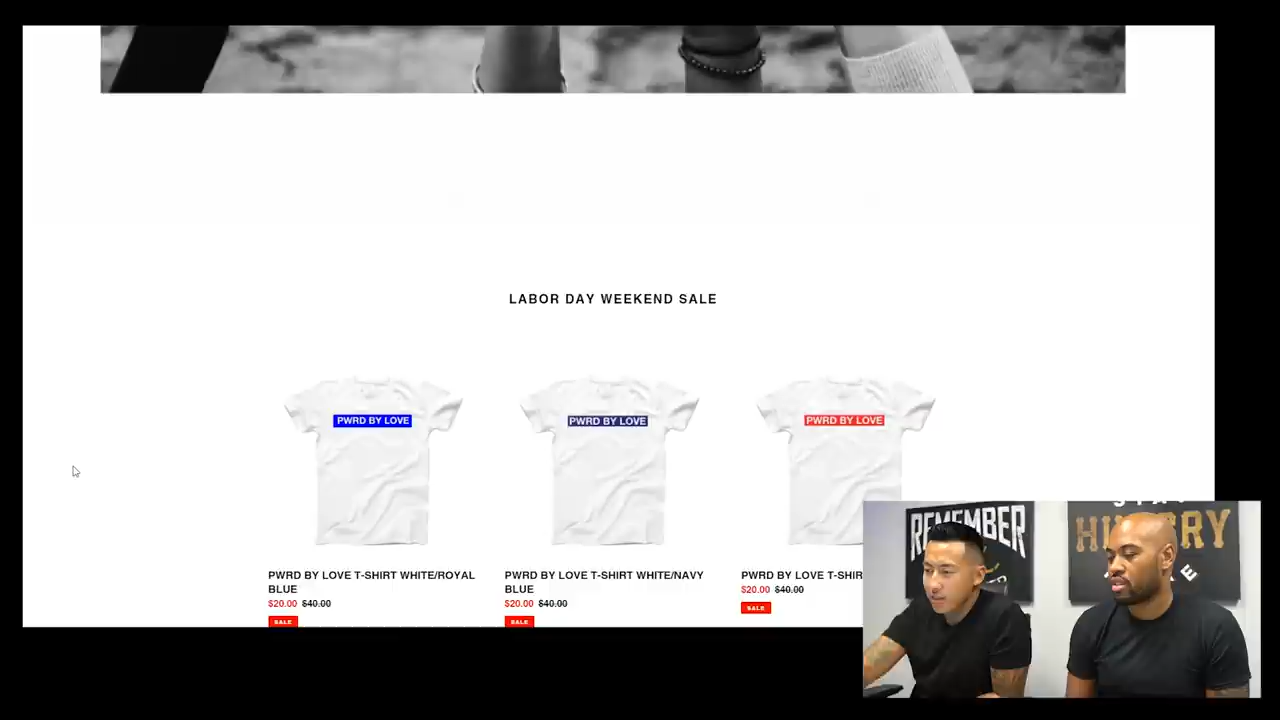 LABOR DAY WEEKEND SALE
PWRD BY LOVE
PWRD BY LOVE
PWRD BY LOVE
PWRD BY LOVE T-SHIRT WHITE/ROYAL
BLUE
$20.00 $40.00
SALE
PWRD BY LOVE T-SHIRT WHITE/NAVY
BLUE
$20.00 $40.00
SALE
PWRD BY LOVE T-SHIR
$20.00 $40.00
SALE
REMEMBER